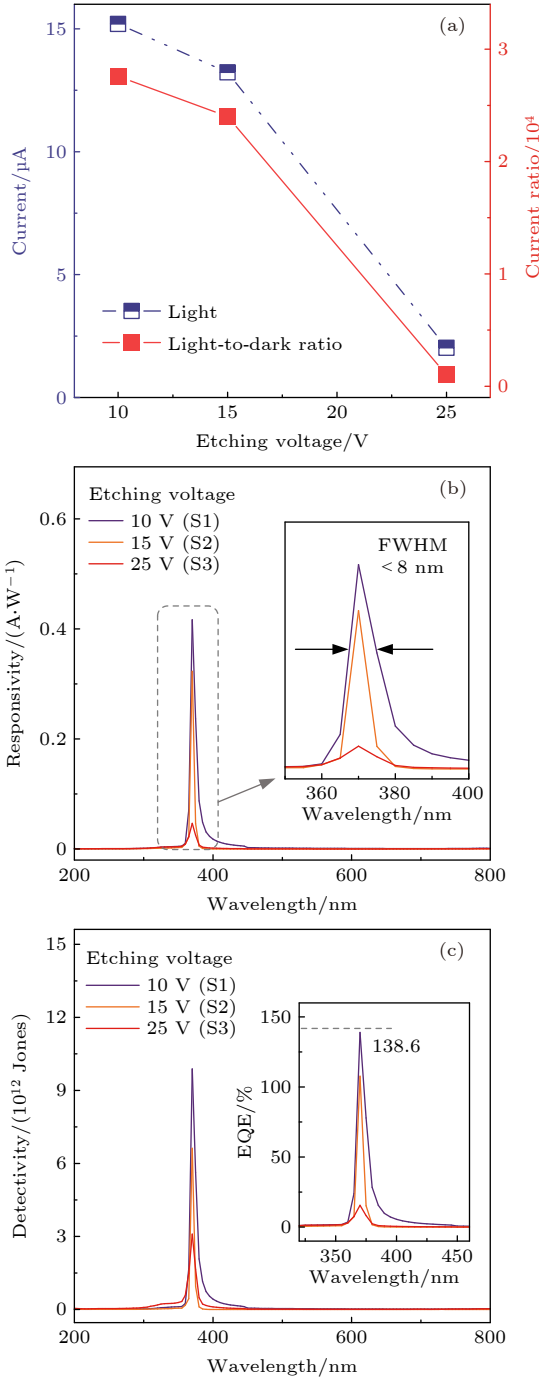 (a)
15
10
5
0
Current/μA
3
2
1
0
Current ratio/10⁴
Light
Light-to-dark ratio
10
15
20
25
Etching voltage/V
(b)
Etching voltage
10 V (S1)
15 V (S2)
25 V (S3)
0.6
0.4
0.2
0
Responsivity/(A·W⁻¹)
FWHM
<8 nm
360
380
400
Wavelength/nm
200
400
600
800
Wavelength/nm
(c)
Etching voltage
10 V (S1)
15 V (S2)
25 V (S3)
15
12
9
6
3
0
Detectivity/(10¹² Jones)
150
100
50
0
EQE/%
138.6
350
400
450
Wavelength/nm
200
400
600
800
Wavelength/nm